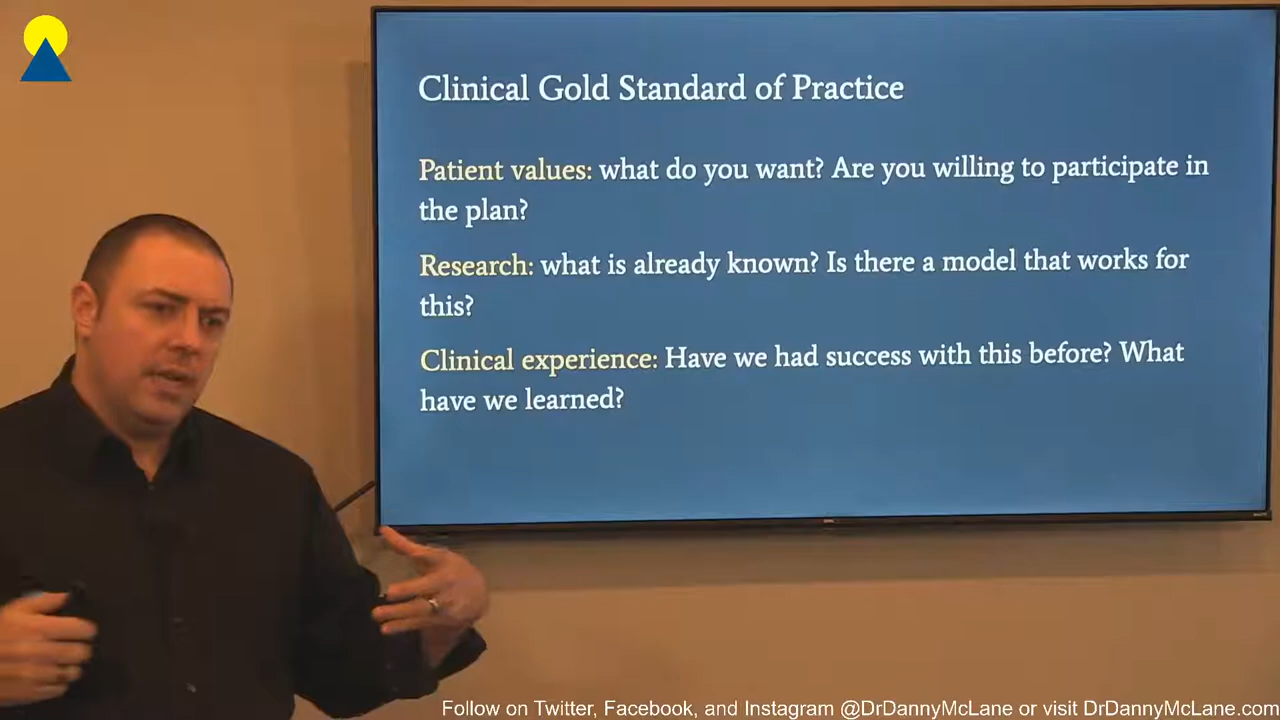 Clinical Gold Standard of Practice
Patient values: what do you want? Are you willing to participate in
the plan?
Research: what is already known? Is there a model that works for
this?
Clinical experience: Have we had success with this before? What
have we learned?
Follow on Twitter, Facebook, and Instagram @DrDannyMcLane or visit DrDannyMcLane.com